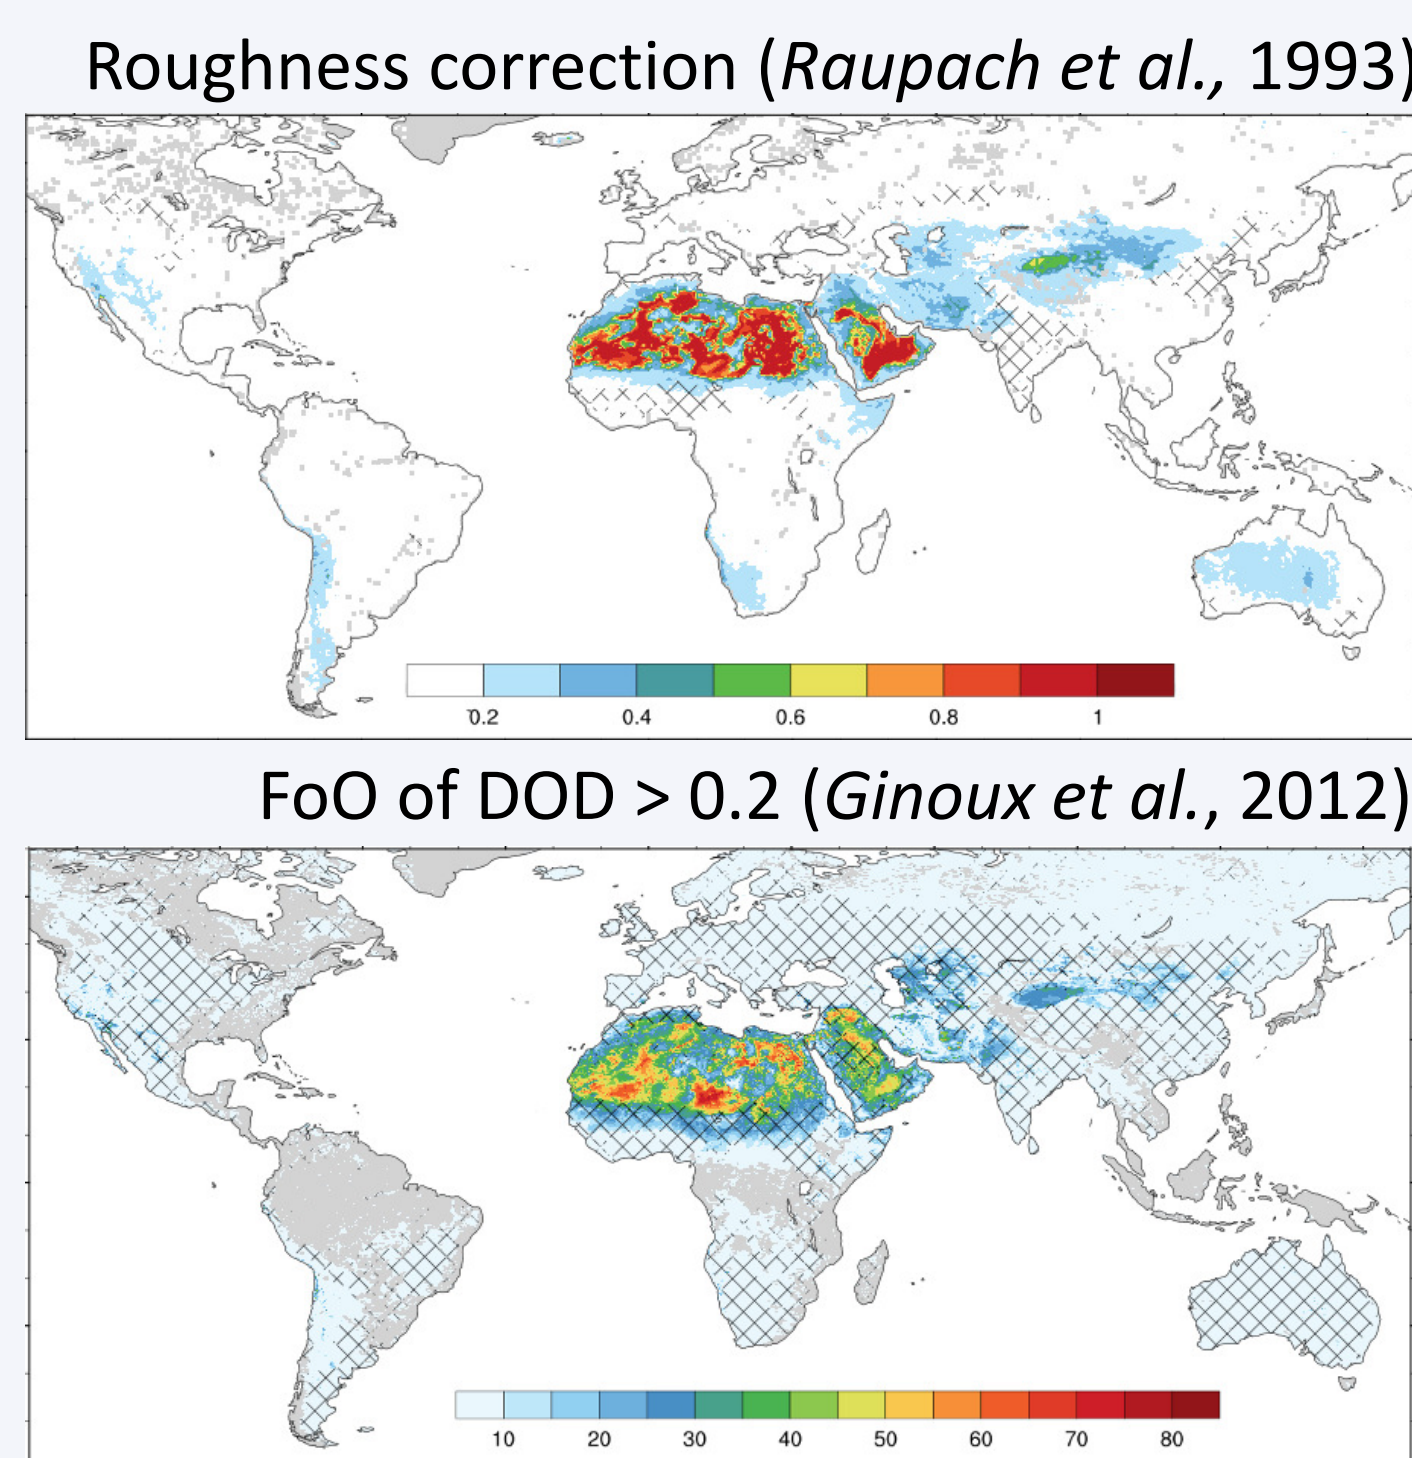 Roughness correction (Raupach et al., 1993)
0.2 0.4 0.6 0.8 1
FoO of DOD > 0.2 (Ginoux et al., 2012)
10 20 30 40 50 60 70 80